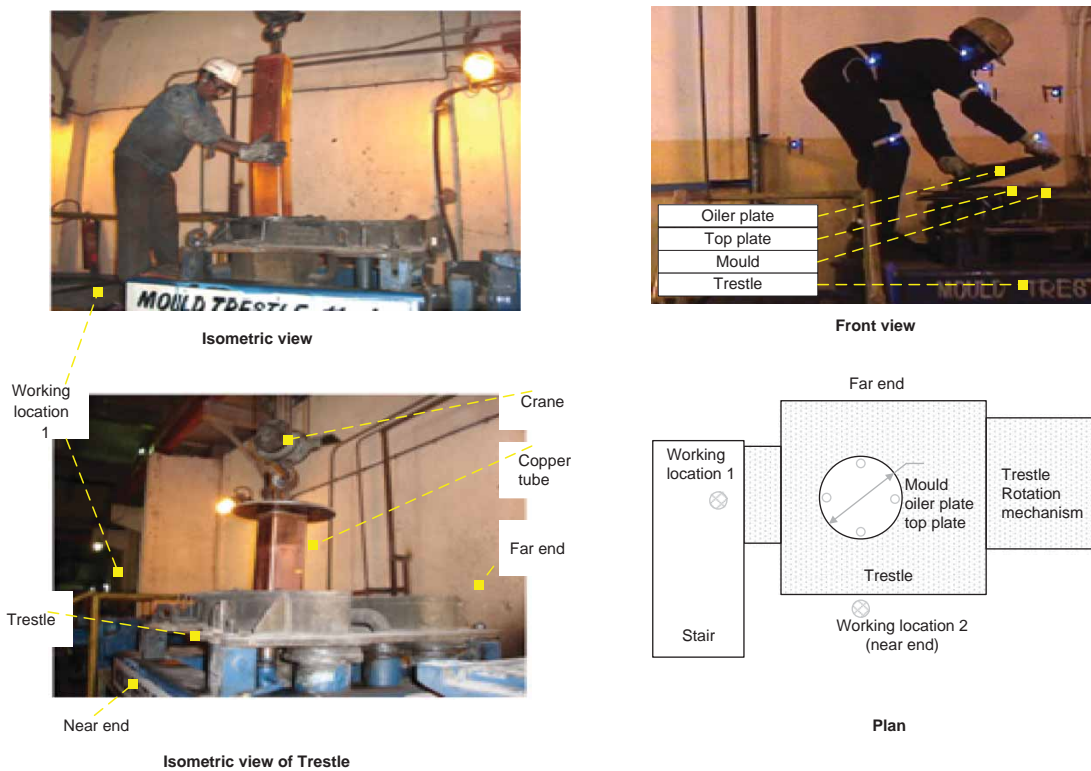 MOULD TRESTLE
Isometric view
Oiler plate
Top plate
Mould
Trestle
MOULD TREST
Front view
Working
location
1
Crane
Copper
tube
Far end
Trestle
Near end
Isometric view of Trestle
Far end
Working
location 1
Mould
oiler plate
top plate
Trestle
Rotation
mechanism
Trestle
Stair
Working location 2
(near end)
Plan